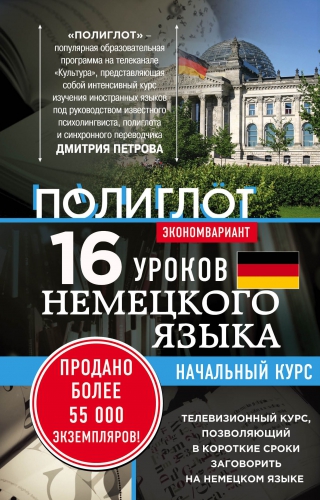 «ПОЛИГЛОТ» –
популярная образовательная
программа на телеканале
«Культура», представляющая
собой интенсивный курс
изучения иностранных языков
под руководством известного
психолингвиста, полиглота
и синхронного переводчика
ДМИТРИЯ ПЕТРОВА
ПОЛИГЛОТ
ЭКОНОМВАРИАНТ
16 УРОКОВ
НЕМЕЦКОГО
ЯЗЫКА
НАЧАЛЬНЫЙ КУРС
ПРОДАНО
БОЛЕЕ
55 000
ЭКЗЕМПЛЯРОВ!
ТЕЛЕВИЗИОННЫЙ КУРС,
ПОЗВОЛЯЮЩИЙ
В КОРОТКИЕ СРОКИ
ЗАГОВОРИТЬ
НА НЕМЕЦКОМ ЯЗЫКЕ